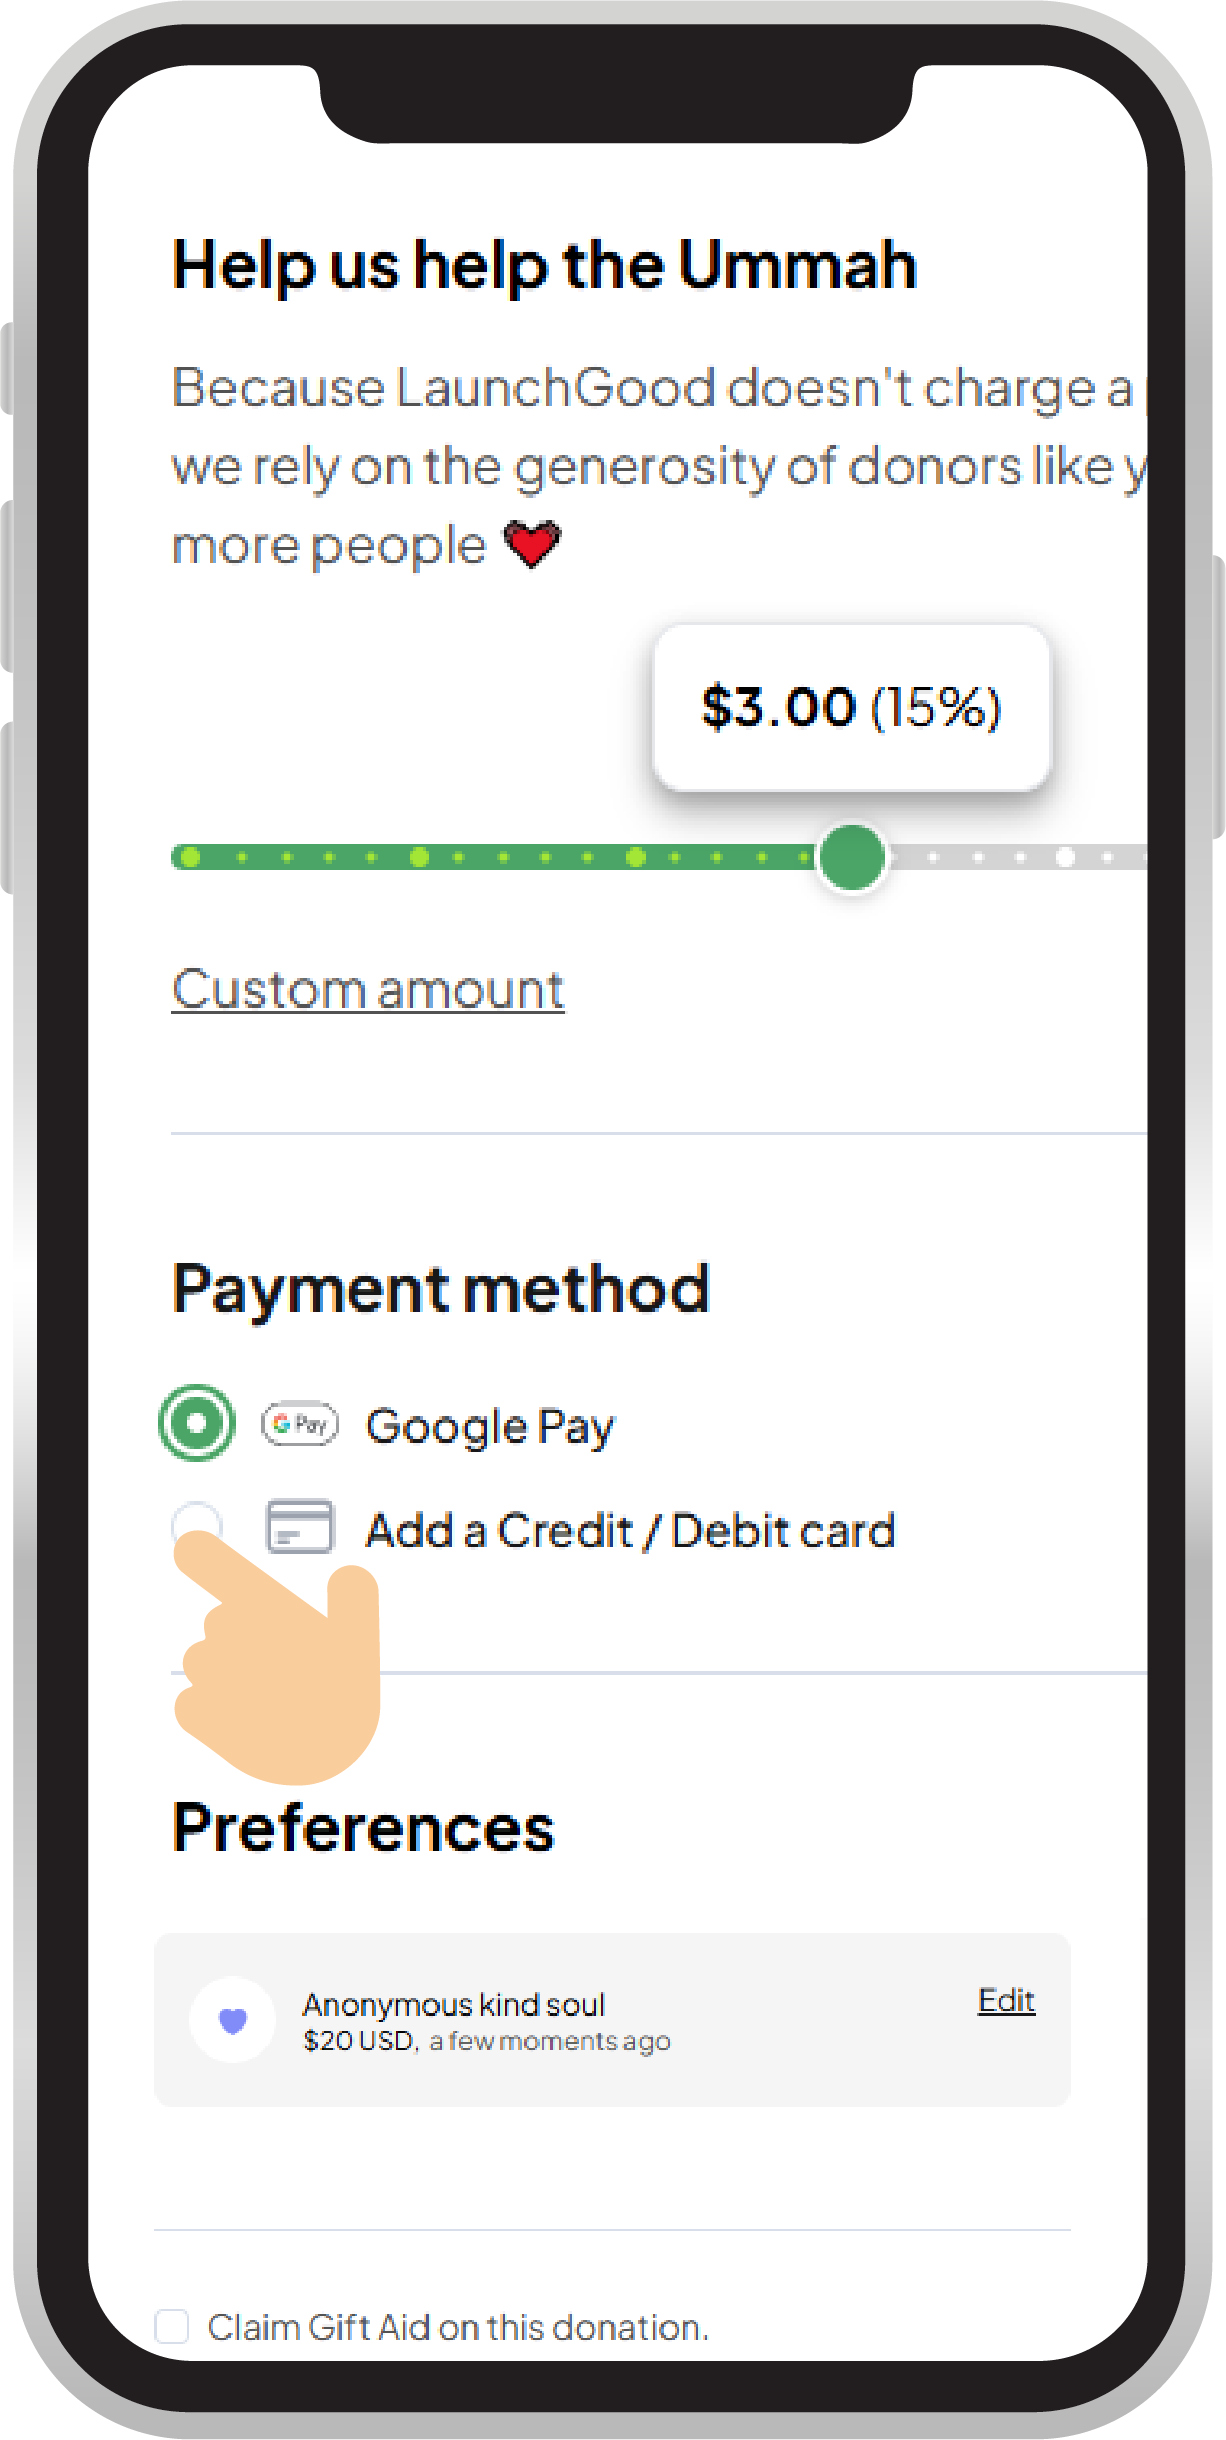 Help us help the Ummah
Because LaunchGood doesn't charge a
we rely on the generosity of donors like y
more people
$3.00 (15%)
Custom amount
Payment method
G Pay Google Pay
Add a Credit / Debit card
Preferences
Anonymous kind soul
Edit
$20 USD, a few moments ago
Claim Gift Aid on this donation.